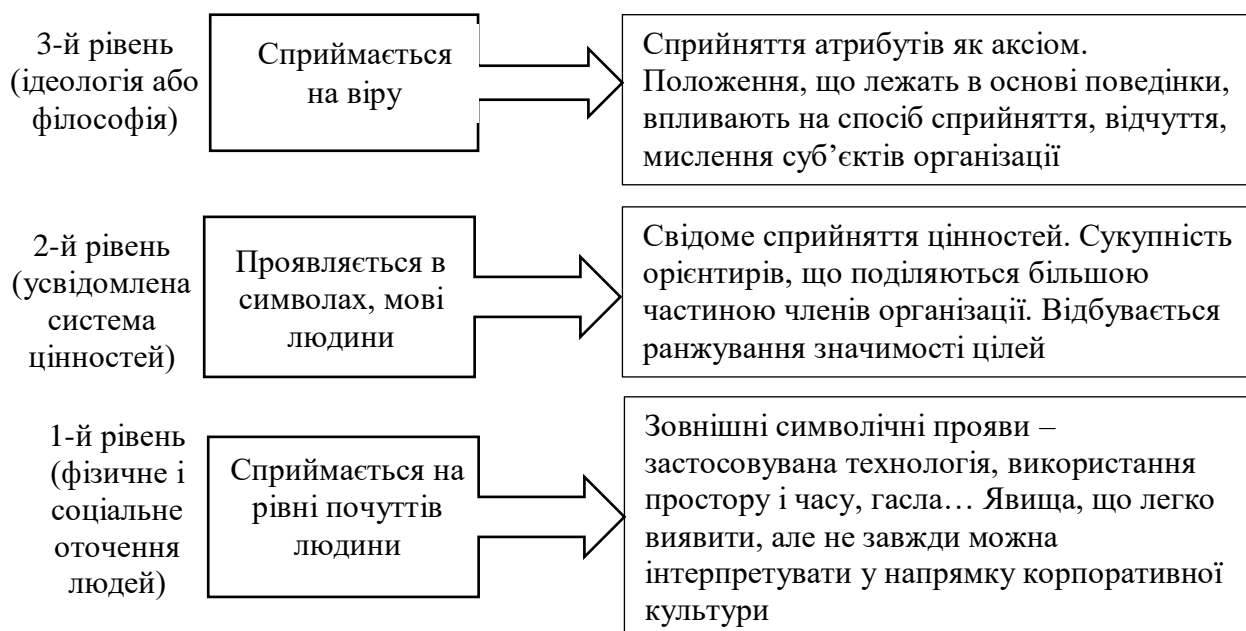 3-й рівень
(ідеологія або
філософія)
Сприймається
на віру
Сприйняття атрибутів як аксіом.
Положення, що лежать в основі поведінки,
впливають на спосіб сприйняття, відчуття,
мислення суб’єктів організації
2-й рівень
(усвідомлена
система
цінностей)
Проявляється в
символах, мові
людини
Свідоме сприйняття цінностей. Сукупність
орієнтирів, що поділяються більшою
частиною членів організації. Відбувається
ранжування значимості цілей
1-й рівень
(фізичне і
соціальне
оточення
людей)
Сприймається на
рівні почуттів
людини
Зовнішні символічні прояви –
застосовувана технологія, використання
простору і часу, гасла… Явища, що легко
виявити, але не завжди можна
інтерпретувати у напрямку корпоративної
культури